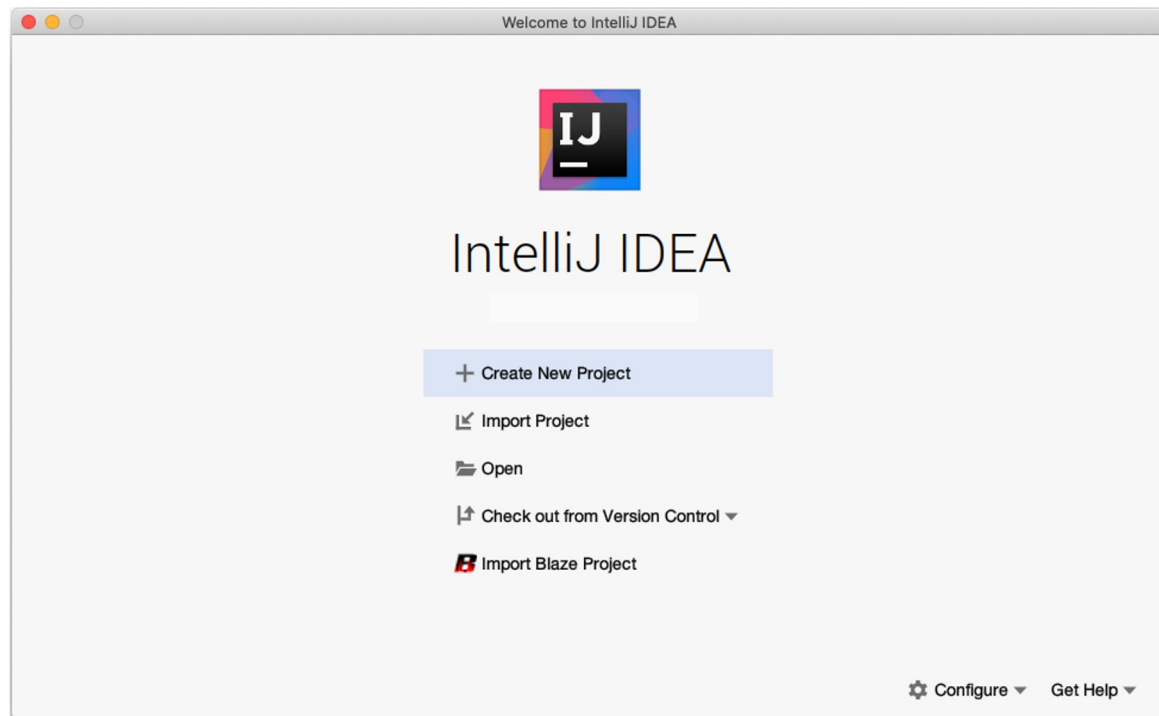 Welcome to IntelliJ IDEA
IJ
IntelliJ IDEA
Create New Project
Import Project
Open
Check out from Version Control
B Import Blaze Project
Configure Get Help